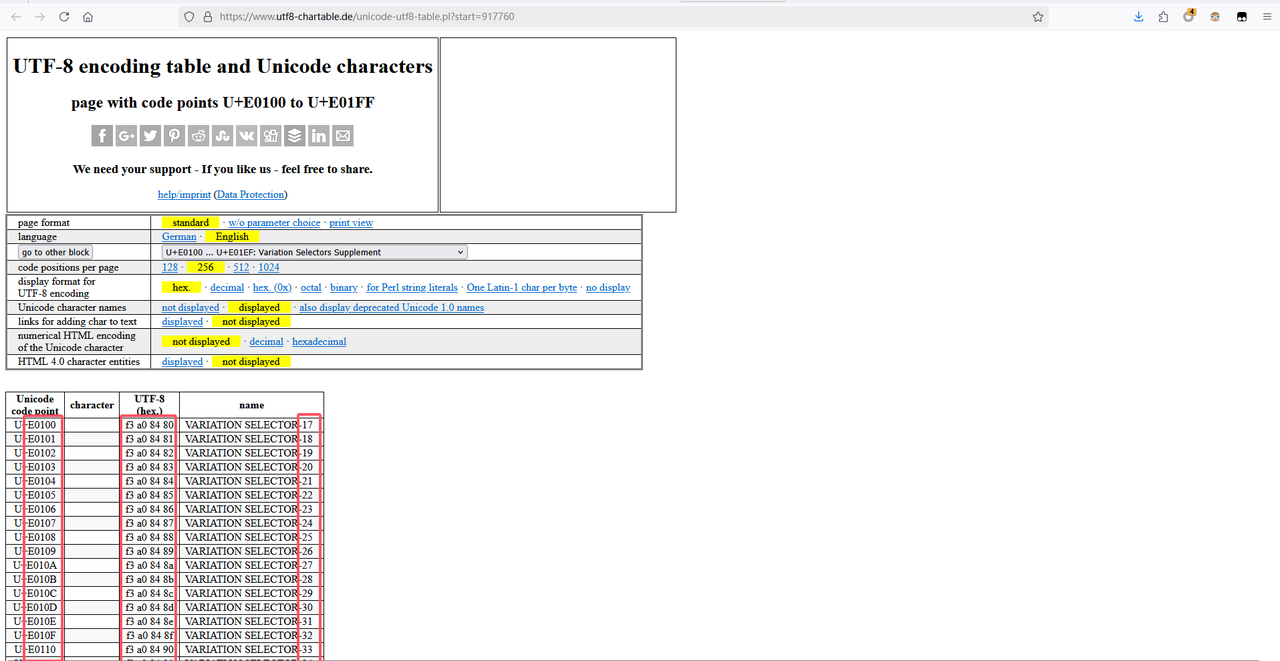 https://www.utf8-chartable.de/unicode-utf8-table.pl?start=917760
4
UTF-8 encoding table and Unicode characters
page with code points U+E0100 to U+E01FF
We need your support - If you like us - feel free to share.
help/imprint (Data Protection)
page format standard · w/o parameter choice · print view
language German · English
go to other block U+E0100 ... U+E01EF: Variation Selectors Supplement
code positions per page 128 · 256 · 512 · 1024
display format for
UTF-8 encoding hex. · decimal · hex. (0x) · octal · binary · for Perl string literals · One Latin-1 char per byte · no display
Unicode character names not displayed · displayed · also display deprecated Unicode 1.0 names
links for adding char to text displayed · not displayed
numerical HTML encoding
of the Unicode character not displayed · decimal · hexadecimal
HTML 4.0 character entities displayed · not displayed
Unicode
code point character UTF-8
(hex.) name
U+E0100 f3 a0 84 80 VARIATION SELECTOR-17
U+E0101 f3 a0 84 81 VARIATION SELECTOR-18
U+E0102 f3 a0 84 82 VARIATION SELECTOR-19
U+E0103 f3 a0 84 83 VARIATION SELECTOR-20
U+E0104 f3 a0 84 84 VARIATION SELECTOR-21
U+E0105 f3 a0 84 85 VARIATION SELECTOR-22
U+E0106 f3 a0 84 86 VARIATION SELECTOR-23
U+E0107 f3 a0 84 87 VARIATION SELECTOR-24
U+E0108 f3 a0 84 88 VARIATION SELECTOR-25
U+E0109 f3 a0 84 89 VARIATION SELECTOR-26
U+E010A f3 a0 84 8a VARIATION SELECTOR-27
U+E010B f3 a0 84 8b VARIATION SELECTOR-28
U+E010C f3 a0 84 8c VARIATION SELECTOR-29
U+E010D f3 a0 84 8d VARIATION SELECTOR-30
U+E010E f3 a0 84 8e VARIATION SELECTOR-31
U+E010F f3 a0 84 8f VARIATION SELECTOR-32
U+E0110 f3 a0 84 90 VARIATION SELECTOR-33